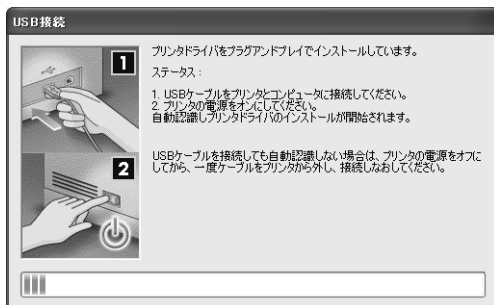 USB接続
1
プリンタドライバをプラグアンドプレイでインストールしています。
ステータス：
1. USBケーブルをプリンタとコンピュータに接続してください。
2. プリンタの電源をオンにしてください。
自動認識しプリンタドライバのインストールが開始されます。
2
USBケーブルを接続しても自動認識しない場合は、プリンタの電源をオフに
してから、一度ケーブルをプリンタから外し、接続しなおしてください。